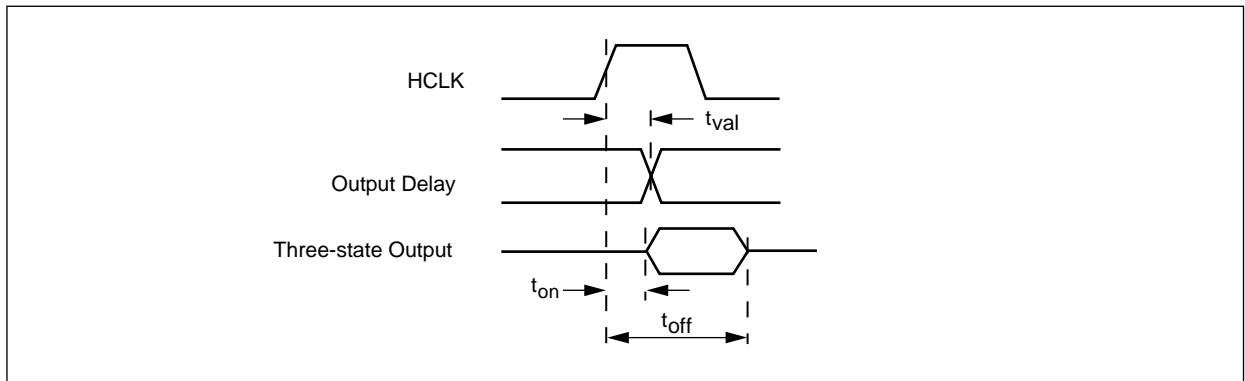 HCLK
tval
Output Delay
Three-state Output
ton
toff